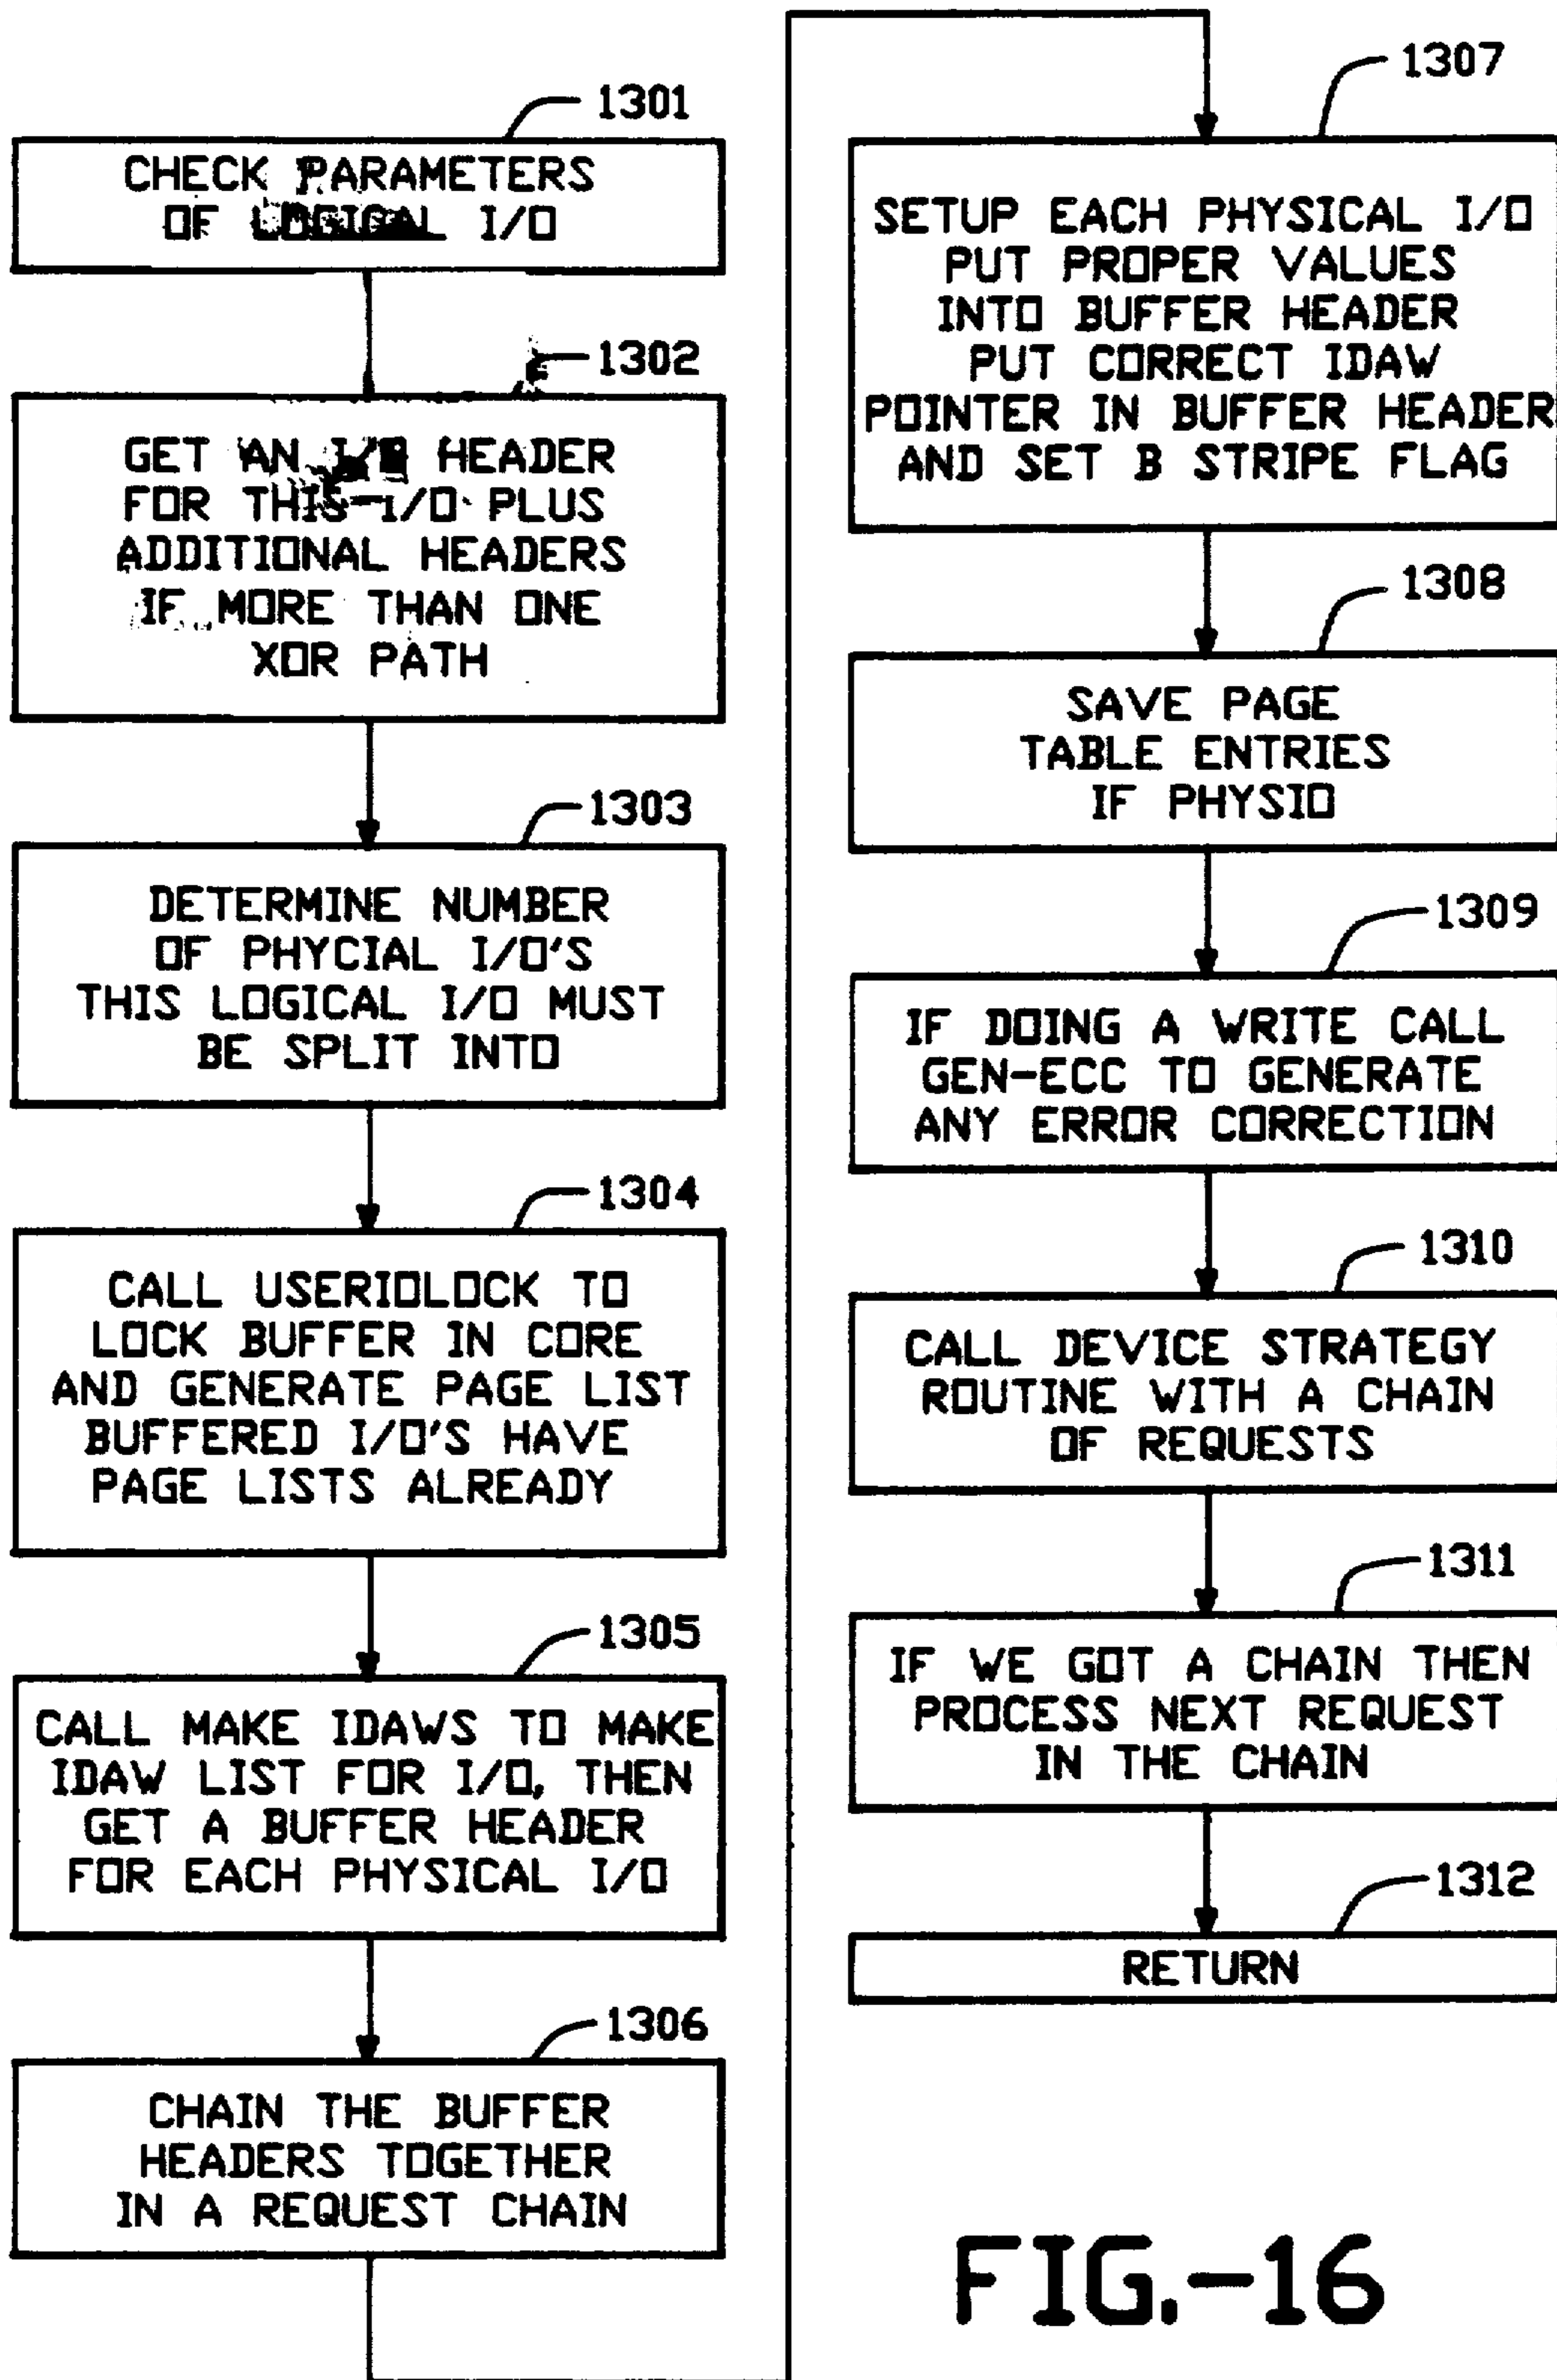 1301
CHECK PARAMETERS
OF LOGICAL I/O
1302
GET AN I/O HEADER
FOR THIS I/O PLUS
ADDITIONAL HEADERS
IF MORE THAN ONE
XOR PATH
1303
DETERMINE NUMBER
OF PHYCIAL I/O'S
THIS LOGICAL I/O MUST
BE SPLIT INTO
1304
CALL USERIOLOCK TO
LOCK BUFFER IN CORE
AND GENERATE PAGE LIST
BUFFERED I/O'S HAVE
PAGE LISTS ALREADY
1305
CALL MAKE IDAWS TO MAKE
IDAW LIST FOR I/O, THEN
GET A BUFFER HEADER
FOR EACH PHYSICAL I/O
1306
CHAIN THE BUFFER
HEADERS TOGETHER
IN A REQUEST CHAIN
1307
SETUP EACH PHYSICAL I/O
PUT PROPER VALUES
INTO BUFFER HEADER
PUT CORRECT IDAW
POINTER IN BUFFER HEADER
AND SET B STRIPE FLAG
1308
SAVE PAGE
TABLE ENTRIES
IF PHYSIO
1309
IF DOING A WRITE CALL
GEN-ECC TO GENERATE
ANY ERROR CORRECTION
1310
CALL DEVICE STRATEGY
ROUTINE WITH A CHAIN
OF REQUESTS
1311
IF WE GOT A CHAIN THEN
PROCESS NEXT REQUEST
IN THE CHAIN
1312
RETURN
FIG.-16